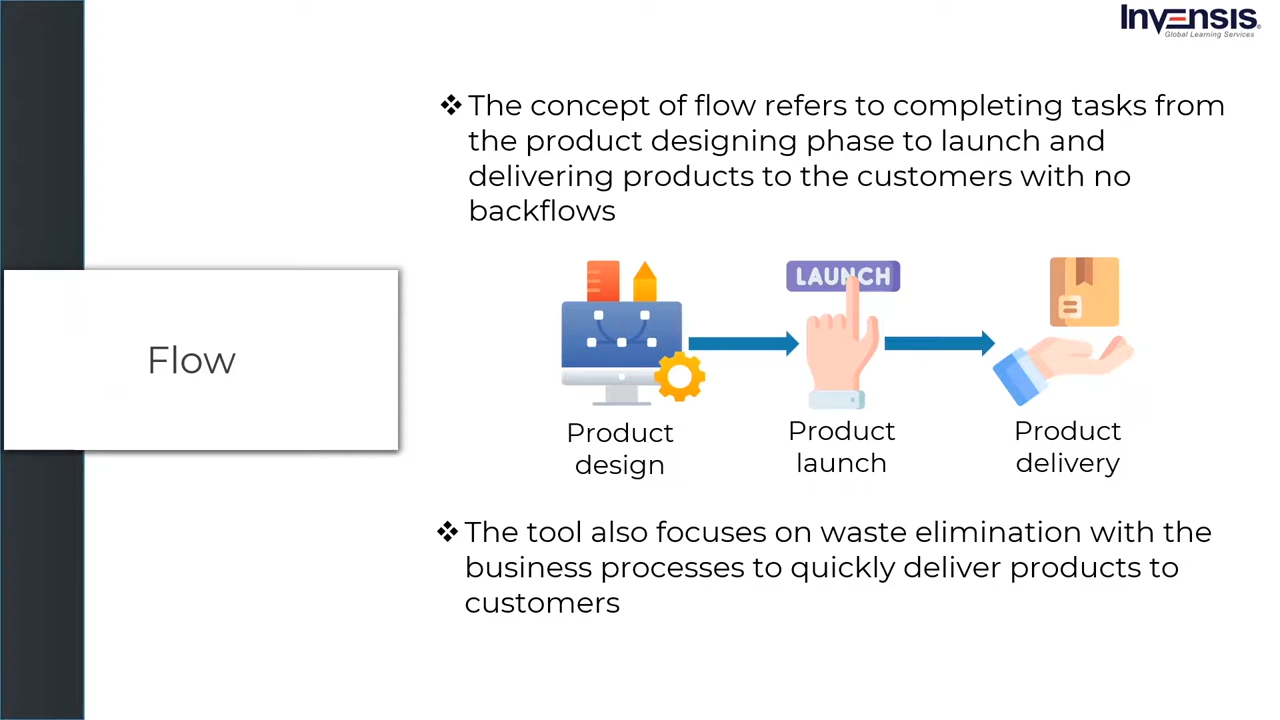 Invensis
Global Learning Services
❖ The concept of flow refers to completing tasks from
the product designing phase to launch and
delivering products to the customers with no
backflows
Flow
LAUNCH
Product
design
Product
launch
Product
delivery
❖ The tool also focuses on waste elimination with the
business processes to quickly deliver products to
customers